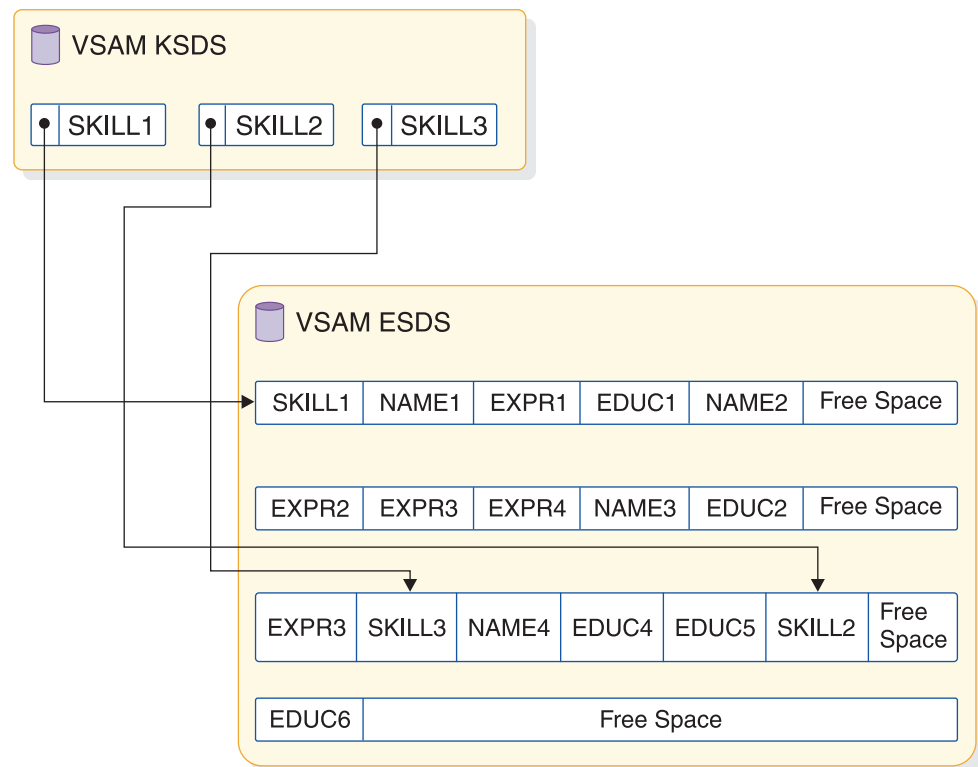 VSAM KSDS
SKILL1 SKILL2 SKILL3
VSAM ESDS
SKILL1 NAME1 EXPR1 EDUC1 NAME2 Free Space
EXPR2 EXPR3 EXPR4 NAME3 EDUC2 Free Space
EXPR3 SKILL3 NAME4 EDUC4 EDUC5 SKILL2 Free
Space
EDUC6 Free Space